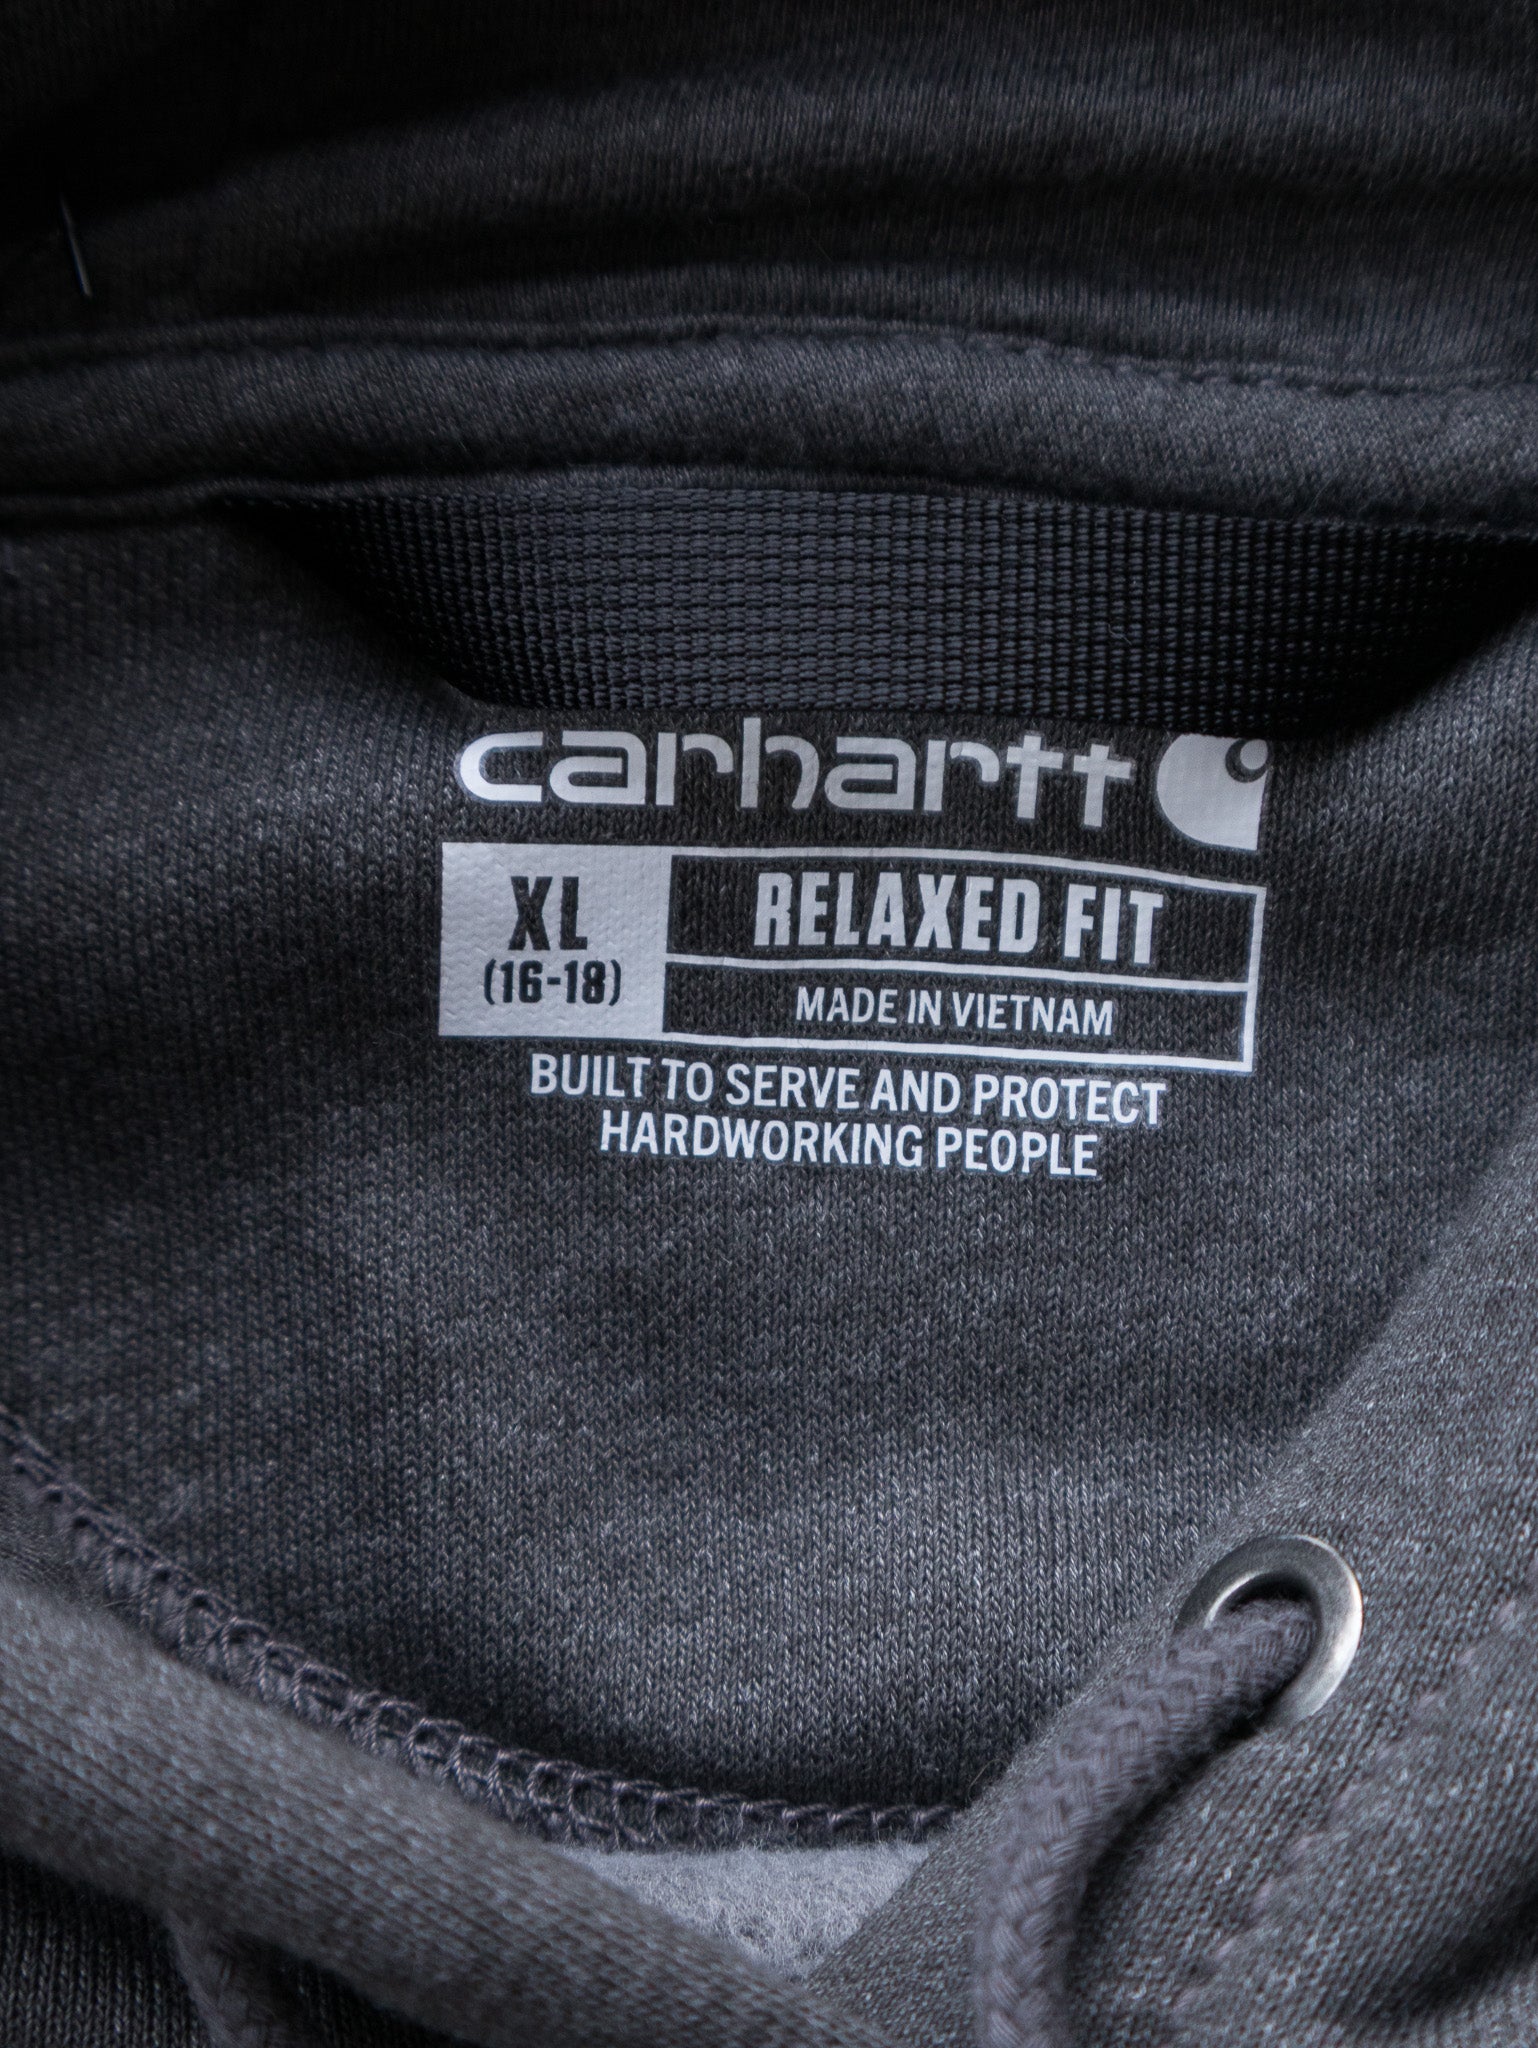 carhartt
XL
(16-18)
RELAXED FIT
MADE IN VIETNAM
BUILT TO SERVE AND PROTECT
HARDWORKING PEOPLE